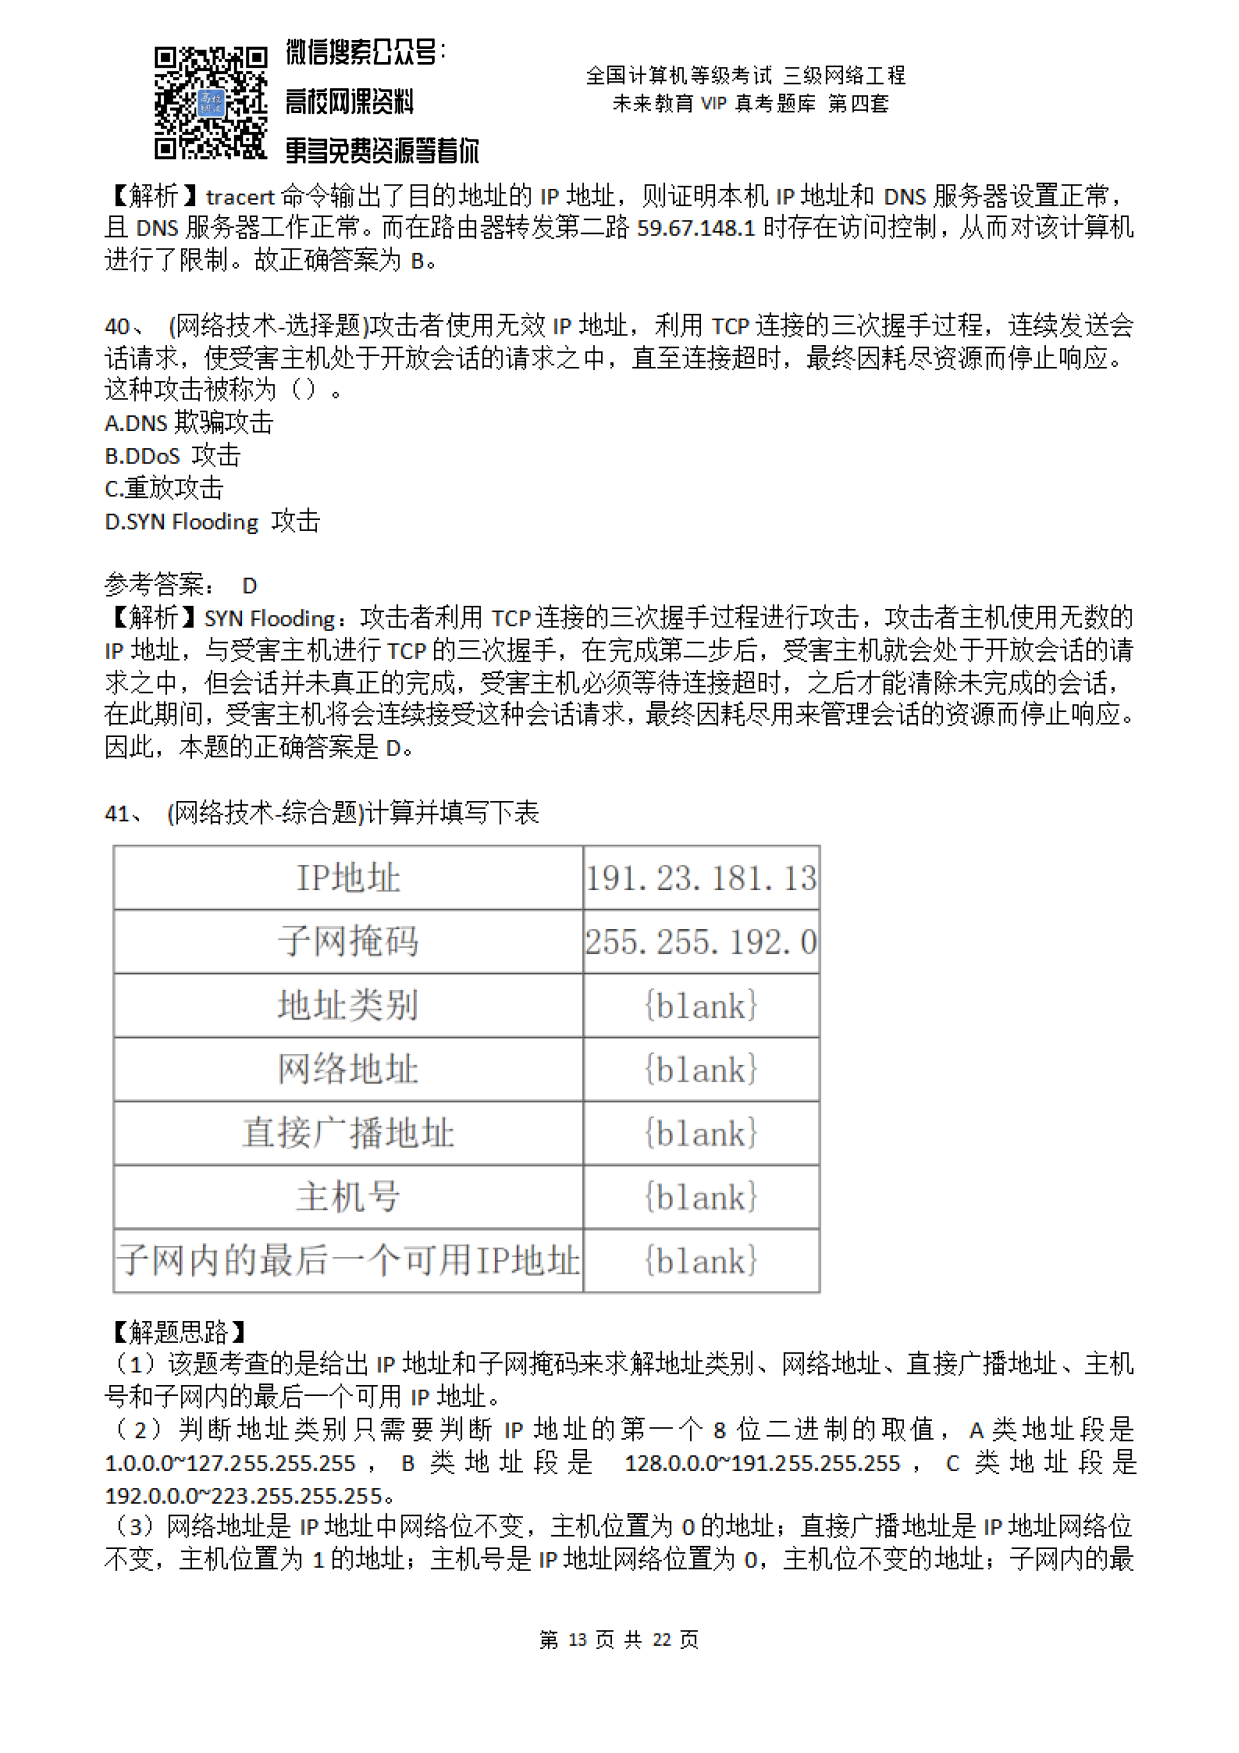 微信搜索公众号：
高校网课资料
更多免费资源等着你
全国计算机等级考试 三级网络工程
未来教育 VIP 真考题库 第四套
高校
【解析】tracert 命令输出了目的地址的 IP 地址，则证明本机 IP 地址和 DNS 服务器设置正常，
且 DNS 服务器工作正常。而在路由器转发第二路 59.67.148.1 时存在访问控制，从而对该计算机
进行了限制。故正确答案为 B。
40、 (网络技术-选择题)攻击者使用无效 IP 地址，利用 TCP 连接的三次握手过程，连续发送会
话请求，使受害主机处于开放会话的请求之中，直至连接超时，最终因耗尽资源而停止响应。
这种攻击被称为（）。
A.DNS 欺骗攻击
B.DDoS 攻击
C.重放攻击
D.SYN Flooding 攻击
参考答案： D
【解析】SYN Flooding：攻击者利用 TCP 连接的三次握手过程进行攻击，攻击者主机使用无数的
IP 地址，与受害主机进行 TCP 的三次握手，在完成第二步后，受害主机就会处于开放会话的请
求之中，但会话并未真正的完成，受害主机必须等待连接超时，之后才能清除未完成的会话，
在此期间，受害主机将会连续接受这种会话请求，最终因耗尽用来管理会话的资源而停止响应。
因此，本题的正确答案是 D。
41、 (网络技术-综合题)计算并填写下表
IP地址 191.23.181.13
子网掩码 255.255.192.0
地址类别 {blank}
网络地址 {blank}
直接广播地址 {blank}
主机号 {blank}
子网内的最后一个可用IP地址 {blank}
【解题思路】
（1）该题考查的是给出 IP 地址和子网掩码来求解地址类别、网络地址、直接广播地址、主机
号和子网内的最后一个可用 IP 地址。
（2）判断地址类别只需要判断 IP 地址的第一个 8 位二进制的取值，A 类地址段是
1.0.0.0~127.255.255.255，B 类地址段是 128.0.0.0~191.255.255.255，C 类地址段是
192.0.0.0~223.255.255.255。
（3）网络地址是 IP 地址中网络位不变，主机位置为 0 的地址；直接广播地址是 IP 地址网络位
不变，主机位置为 1 的地址；主机号是 IP 地址网络位置为 0，主机位不变的地址；子网内的最
第 13 页 共 22 页